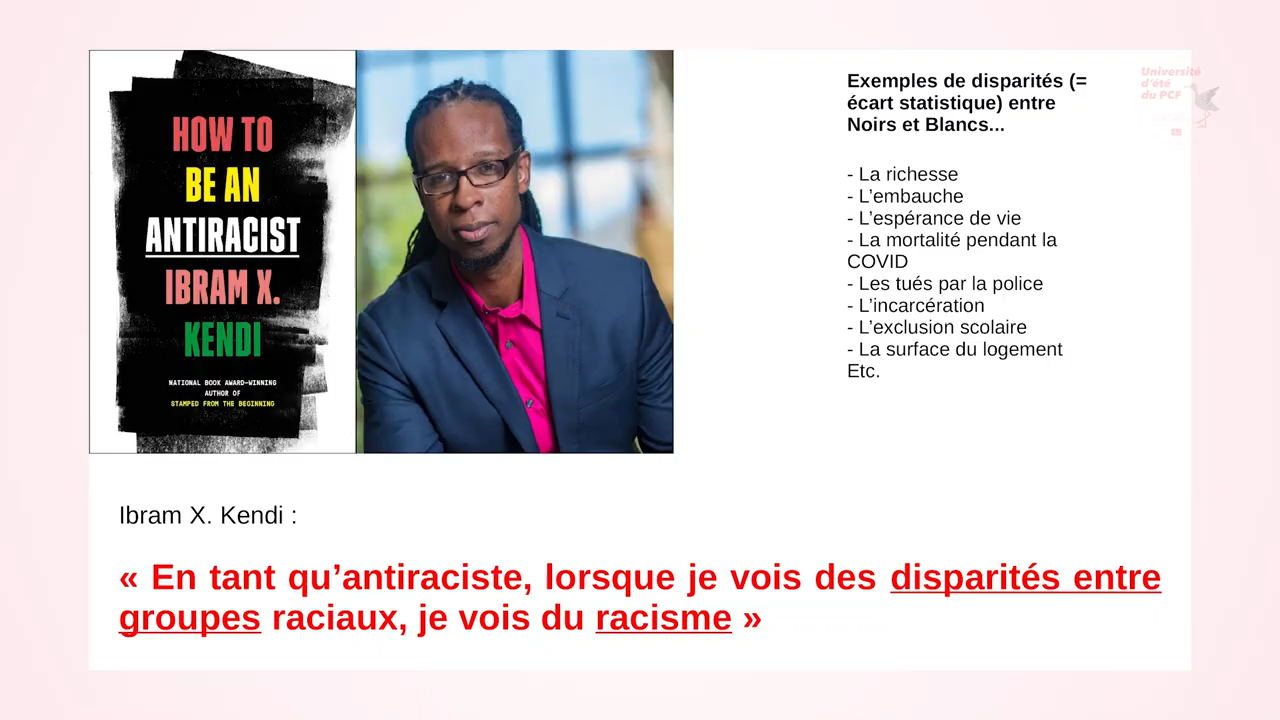 HOW TO
BE AN
ANTIRACIST
IBRAM X.
KENDI
NATIONAL BOOK AWARD-WINNING
AUTHOR OF
STAMPED FROM THE BEGINNING
Exemples de disparités (=
écart statistique) entre
Noirs et Blancs...
- La richesse
- L’embauche
- L’espérance de vie
- La mortalité pendant la
COVID
- Les tués par la police
- L’incarcération
- L’exclusion scolaire
- La surface du logement
Etc.
Université
d'été
du PCF
Ibram X. Kendi :
« En tant qu’antiraciste, lorsque je vois des disparités entre
groupes raciaux, je vois du racisme »